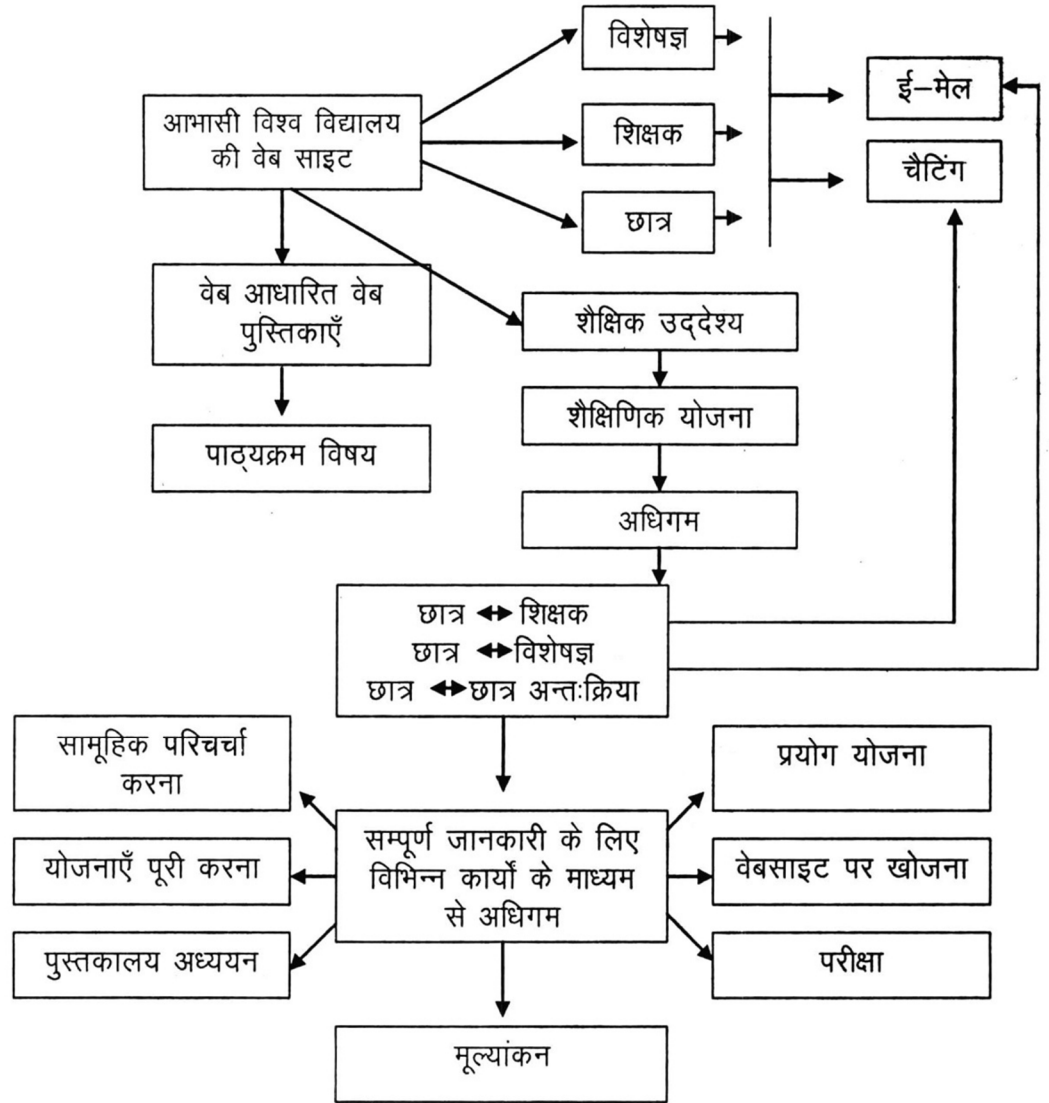 विशेषज्ञ
ई–मेल
आभासी विश्व विद्यालय
की वेब साइट
शिक्षक
चैटिंग
छात्र
वेब आधारित वेब
पुस्तिकाएँ
शैक्षिक उद्देश्य
शैक्षिणिक योजना
पाठ्यक्रम विषय
अधिगम
छात्र ↔ शिक्षक
छात्र ↔विशेषज्ञ
छात्र ↔छात्र अन्तःक्रिया
सामूहिक परिचर्चा
करना
प्रयोग योजना
सम्पूर्ण जानकारी के लिए
विभिन्न कार्यों के माध्यम
से अधिगम
योजनाएँ पूरी करना
वेबसाइट पर खोजना
पुस्तकालय अध्ययन
परीक्षा
मूल्यांकन